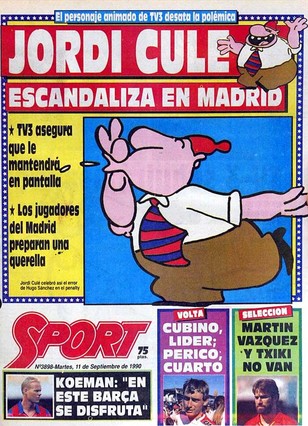 El personaje animado de TV3 desata la polémica
JORDI CULE
ESCANDALIZA EN MADRID
★ TV3 asegura
que le
mantendrá
en pantalla
★ Los jugadores
del Madrid
preparan una
querella
Jordi Culé celebró así el error
de Hugo Sánchez en el penalty
SPORT
75
ptas.
Nº3898-Martes, 11 de Septiembre de 1990
KOEMAN: "EN
ESTE BARÇA
SE DISFRUTA"
VOLTA
CUBINO,
LIDER;
PERICO,
CUARTO
SELECCION
MARTIN
VAZQUEZ
Y TXIKI
NO VAN